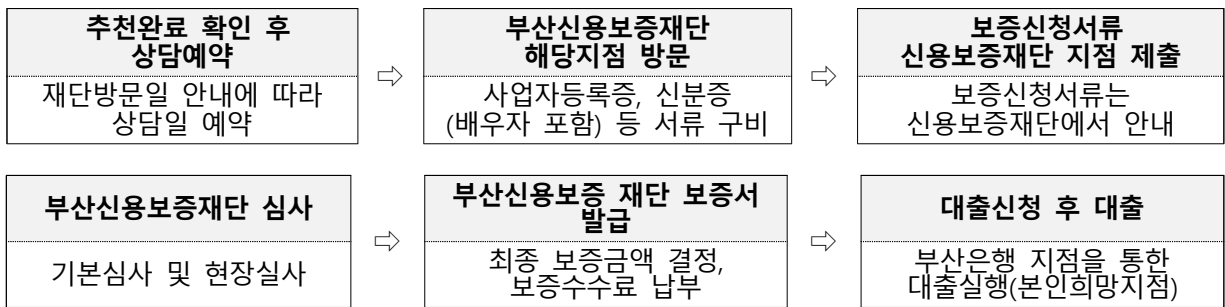 추천완료 확인 후
상담예약
재단방문일 안내에 따라
상담일 예약
⇨
부산신용보증재단
해당지점 방문
사업자등록증, 신분증
(배우자 포함) 등 서류 구비
⇨
보증신청서류
신용보증재단 지점 제출
보증신청서류는
신용보증재단에서 안내
부산신용보증재단 심사
기본심사 및 현장실사
⇨
부산신용보증 재단 보증서
발급
최종 보증금액 결정,
보증수수료 납부
⇨
대출신청 후 대출
부산은행 지점을 통한
대출실행(본인희망지점)